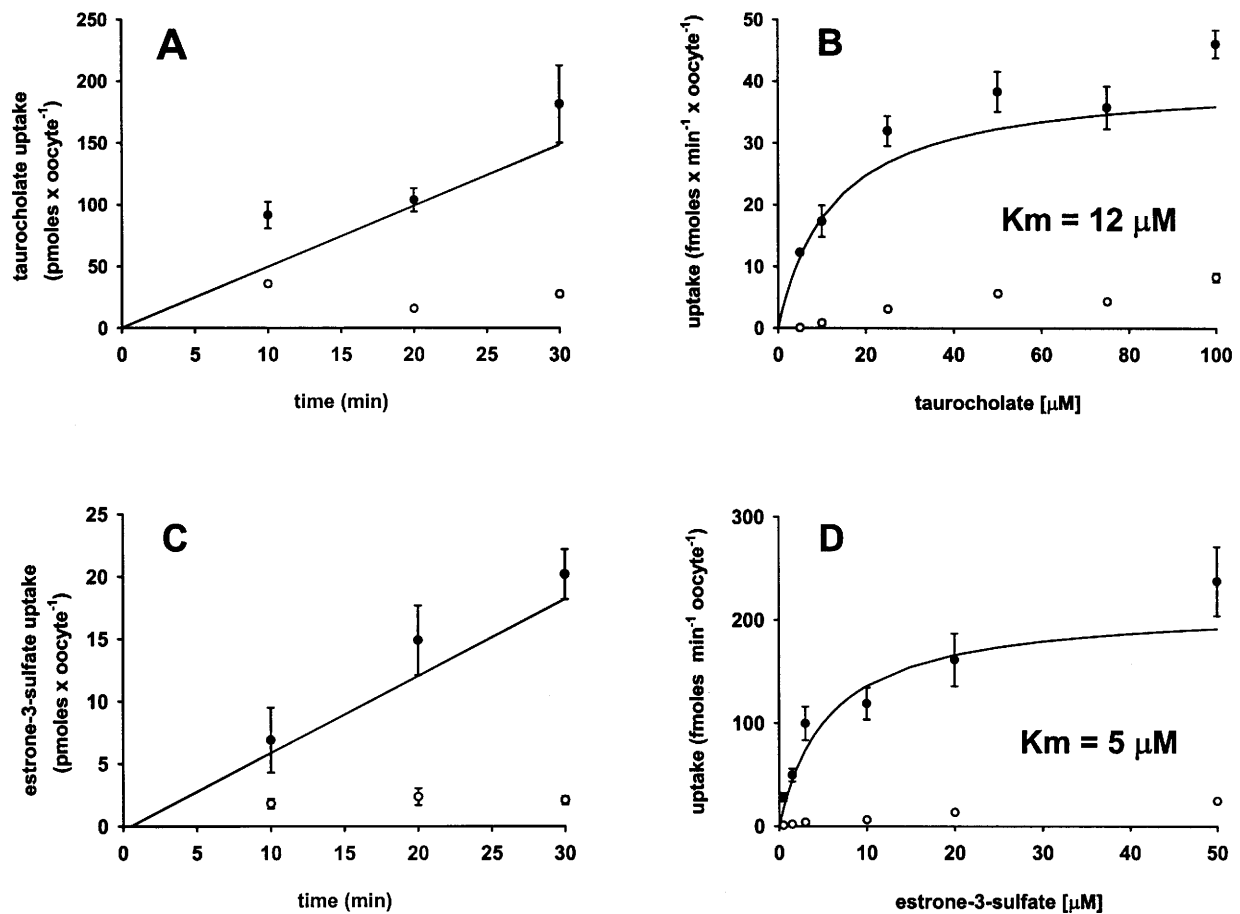 A
taurocholate uptake
(pmoles x oocyte⁻¹)
250
200
150
100
50
0
0 5 10 15 20 25 30
time (min)
B
uptake (fmoles x min⁻¹ x oocyte⁻¹)
50
40
30
20
10
0
Km = 12 μM
0 20 40 60 80 100
taurocholate [μM]
C
estrone-3-sulfate uptake
(pmoles x oocyte⁻¹)
25
20
15
10
5
0
0 5 10 15 20 25 30
time (min)
D
uptake (fmoles min⁻¹ oocyte⁻¹)
300
200
100
0
Km = 5 μM
0 10 20 30 40 50
estrone-3-sulfate [μM]